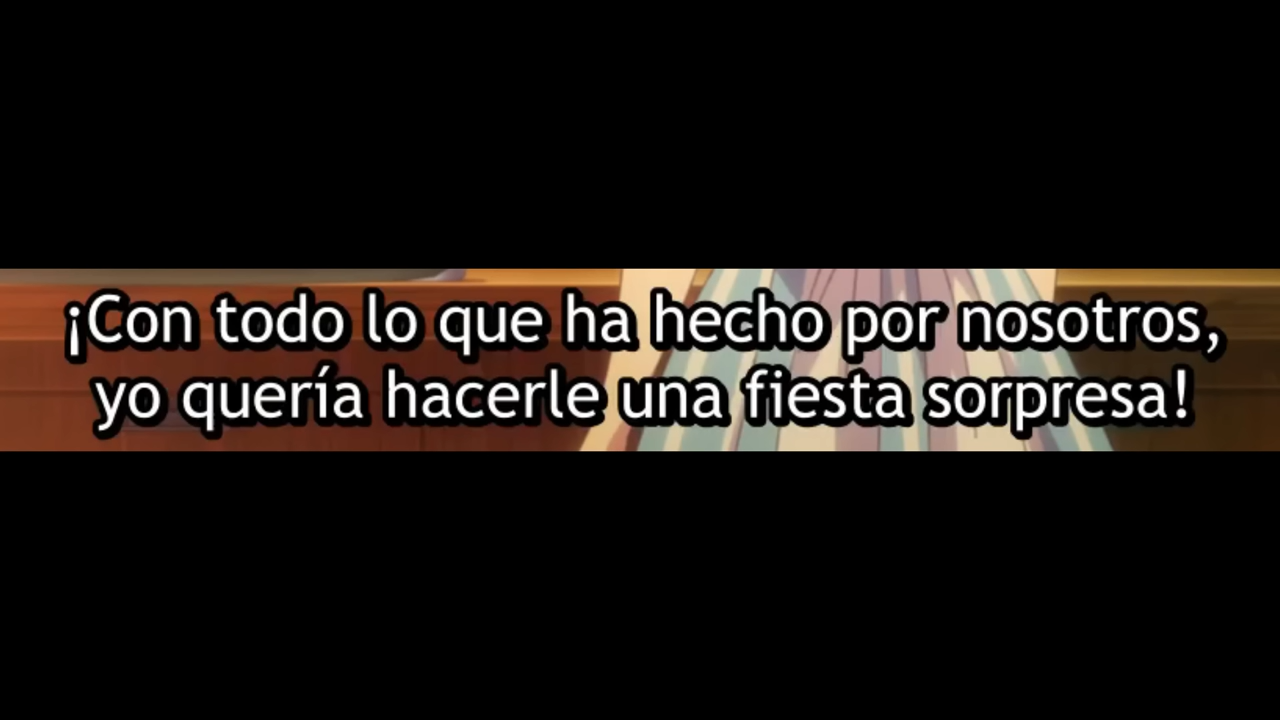 ¡Con todo lo que ha hecho por nosotros,
yo quería hacerle una fiesta sorpresa!